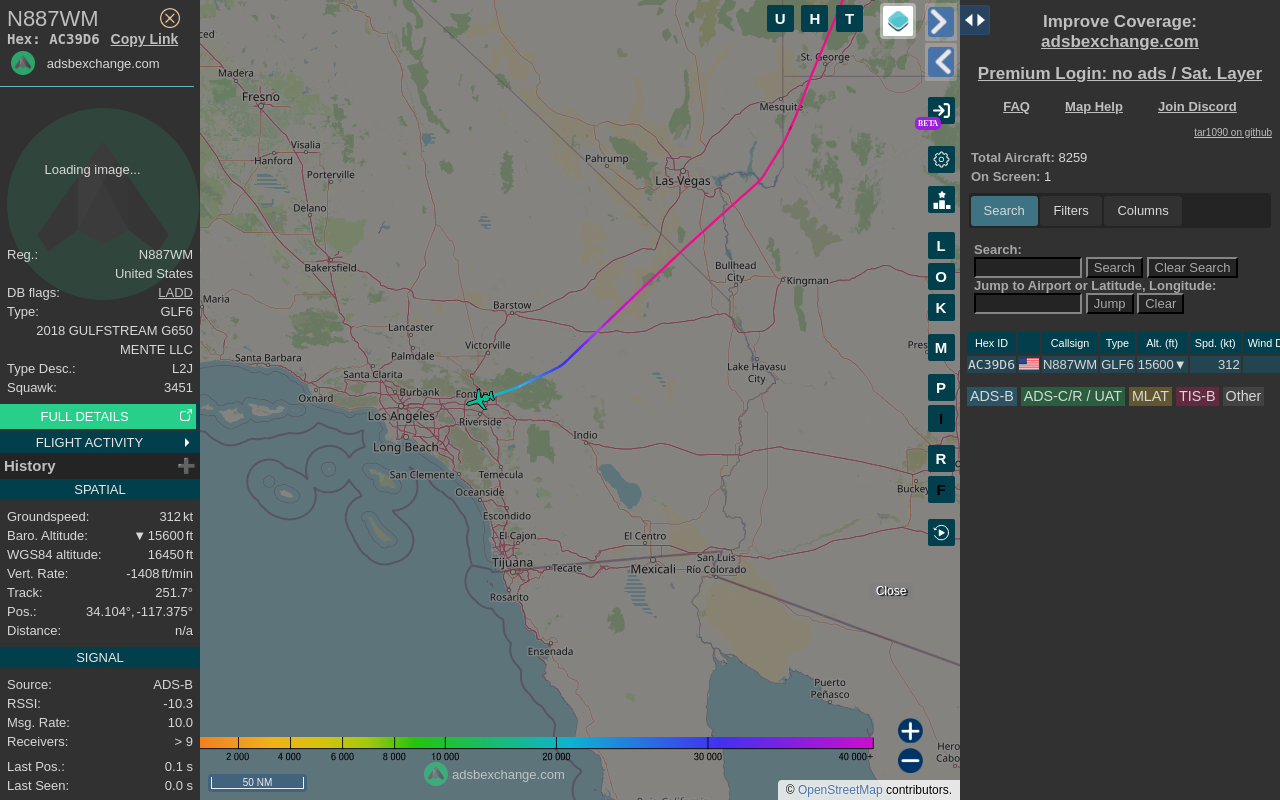 N887WM
Hex: AC39D6 Copy Link
adsbexchange.com
Loading image...
Reg.: N887WM
United States
DB flags: LADD
Type: GLF6
2018 GULFSTREAM G650
MENTE LLC
Type Desc.: L2J
Squawk: 3451
FULL DETAILS
FLIGHT ACTIVITY
History
SPATIAL
Groundspeed: 312 kt
Baro. Altitude: ▼ 15600 ft
WGS84 altitude: 16450 ft
Vert. Rate: -1408 ft/min
Track: 251.7°
Pos.: 34.104°, -117.375°
Distance: n/a
SIGNAL
Source: ADS-B
RSSI: -10.3
Msg. Rate: 10.0
Receivers: > 9
Last Pos.: 0.1 s
Last Seen: 0.0 s
U H T
BETA
L
O
K
M
P
I
R
F
St. George
Mesquite
Madera
Fresno
Visalia
Hanford
Porterville
Delano
Pahrump
Las Vegas
Bakersfield
Bullhead
City
Kingman
Maria
Barstow
Lancaster
Victorville
Palmdale
Santa Barbara
Santa Clarita
Lake Havasu
City
Oxnard
Burbank
Los Angeles
Riverside
Long Beach
Indio
San Clemente
Temecula
Oceanside
Escondido
El Cajon
El Centro
Tijuana
Tecate
Mexicali
San Luis
Río Colorado
Rosarito
Ensenada
Puerto
Peñasco
Close
2 000 4 000 6 000 8 000 10 000 20 000 30 000 40 000+
50 NM
adsbexchange.com
© OpenStreetMap contributors.
Improve Coverage:
adsbexchange.com
Premium Login: no ads / Sat. Layer
FAQ Map Help Join Discord
tar1090 on github
Total Aircraft: 8259
On Screen: 1
Search Filters Columns
Search:
Search Clear Search
Jump to Airport or Latitude, Longitude:
Jump Clear
Hex ID Callsign Type Alt. (ft) Spd. (kt) Wind D
AC39D6 N887WM GLF6 15600▼ 312
ADS-B ADS-C/R / UAT MLAT TIS-B Other